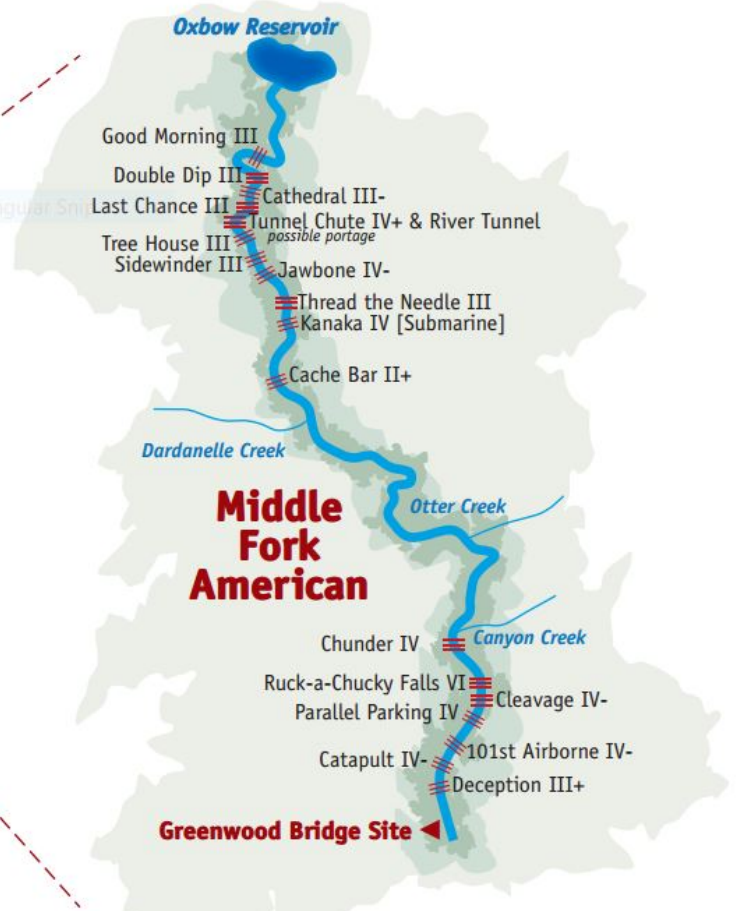 Oxbow Reservoir
Good Morning III
Double Dip III
Cathedral III-
Last Chance III
Tunnel Chute IV+ & River Tunnel
possible portage
Tree House III
Sidewinder III
Jawbone IV-
Thread the Needle III
Kanaka IV [Submarine]
Cache Bar II+
Dardanelle Creek
Middle
Fork
American
Otter Creek
Canyon Creek
Chunder IV
Ruck-a-Chucky Falls VI
Cleavage IV-
Parallel Parking IV
101st Airborne IV-
Catapult IV-
Deception III+
Greenwood Bridge Site